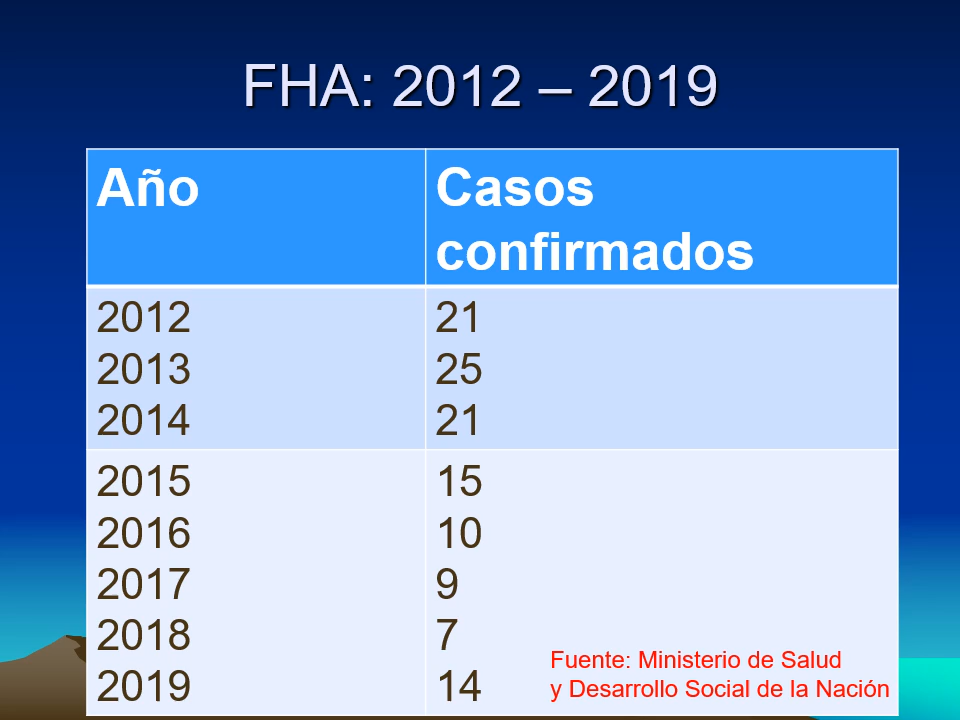 FHA: 2012 – 2019
Año Casos
confirmados
2012 21
2013 25
2014 21
2015 15
2016 10
2017 9
2018 7
2019 14
Fuente: Ministerio de Salud
y Desarrollo Social de la Nación